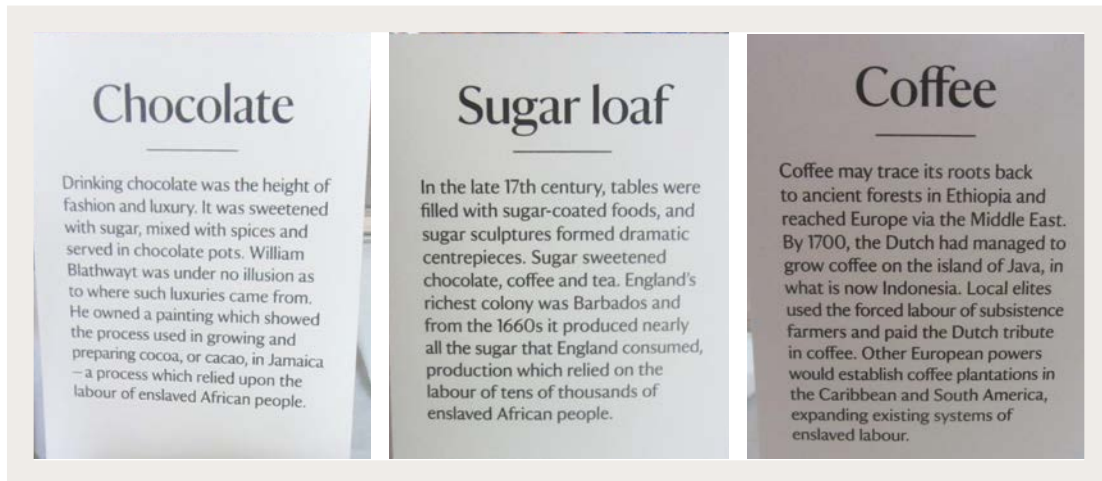 Chocolate
Drinking chocolate was the height of
fashion and luxury. It was sweetened
with sugar, mixed with spices and
served in chocolate pots. William
Blathwayt was under no illusion as
to where such luxuries came from.
He owned a painting which showed
the process used in growing and
preparing cocoa, or cacao, in Jamaica
– a process which relied upon the
labour of enslaved African people.
Sugar loaf
In the late 17th century, tables were
filled with sugar-coated foods, and
sugar sculptures formed dramatic
centrepieces. Sugar sweetened
chocolate, coffee and tea. England's
richest colony was Barbados and
from the 1660s it produced nearly
all the sugar that England consumed,
production which relied on the
labour of tens of thousands of
enslaved African people.
Coffee
Coffee may trace its roots back
to ancient forests in Ethiopia and
reached Europe via the Middle East.
By 1700, the Dutch had managed to
grow coffee on the island of Java, in
what is now Indonesia. Local elites
used the forced labour of subsistence
farmers and paid the Dutch tribute
in coffee. Other European powers
would establish coffee plantations in
the Caribbean and South America,
expanding existing systems of
enslaved labour.